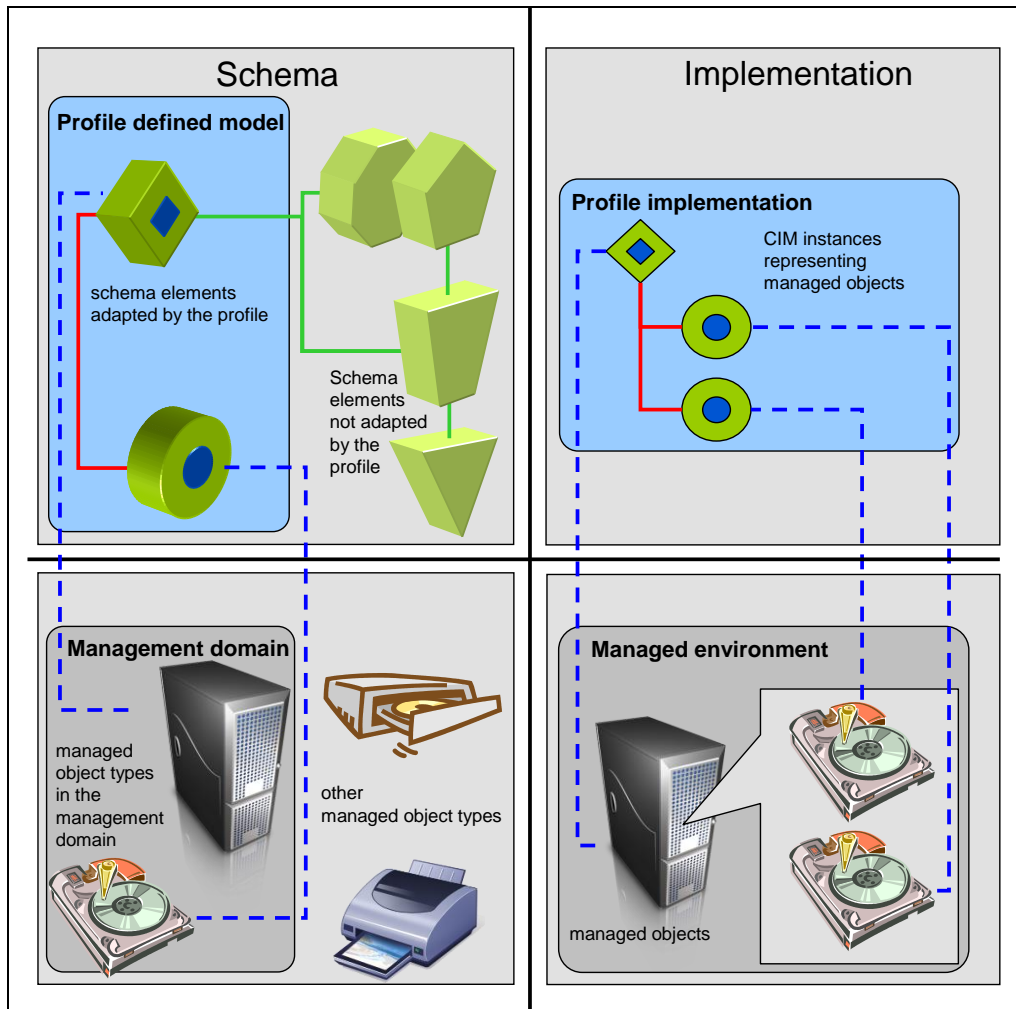 Schema
Profile defined model
schema elements
adapted by the profile
Schema
elements
not adapted
by the
profile
Implementation
Profile implementation
CIM instances
representing
managed objects
Management domain
managed
object types
in the
management
domain
other
managed object types
Managed environment
managed objects